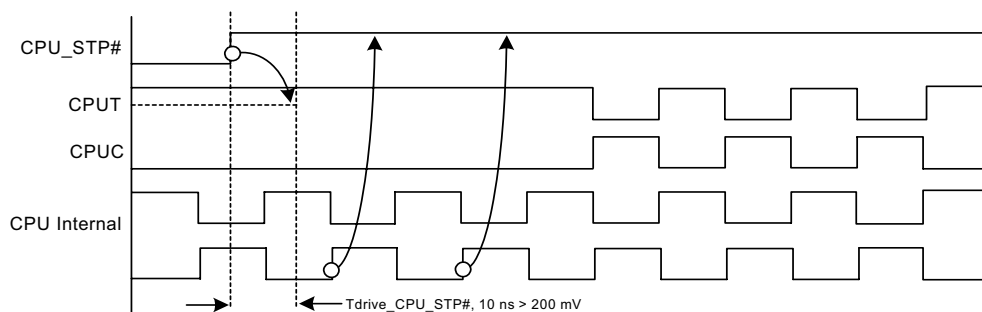 CPU_STP#
CPUT
CPUC
CPU Internal
Tdrive_CPU_STP#, 10 ns > 200 mV